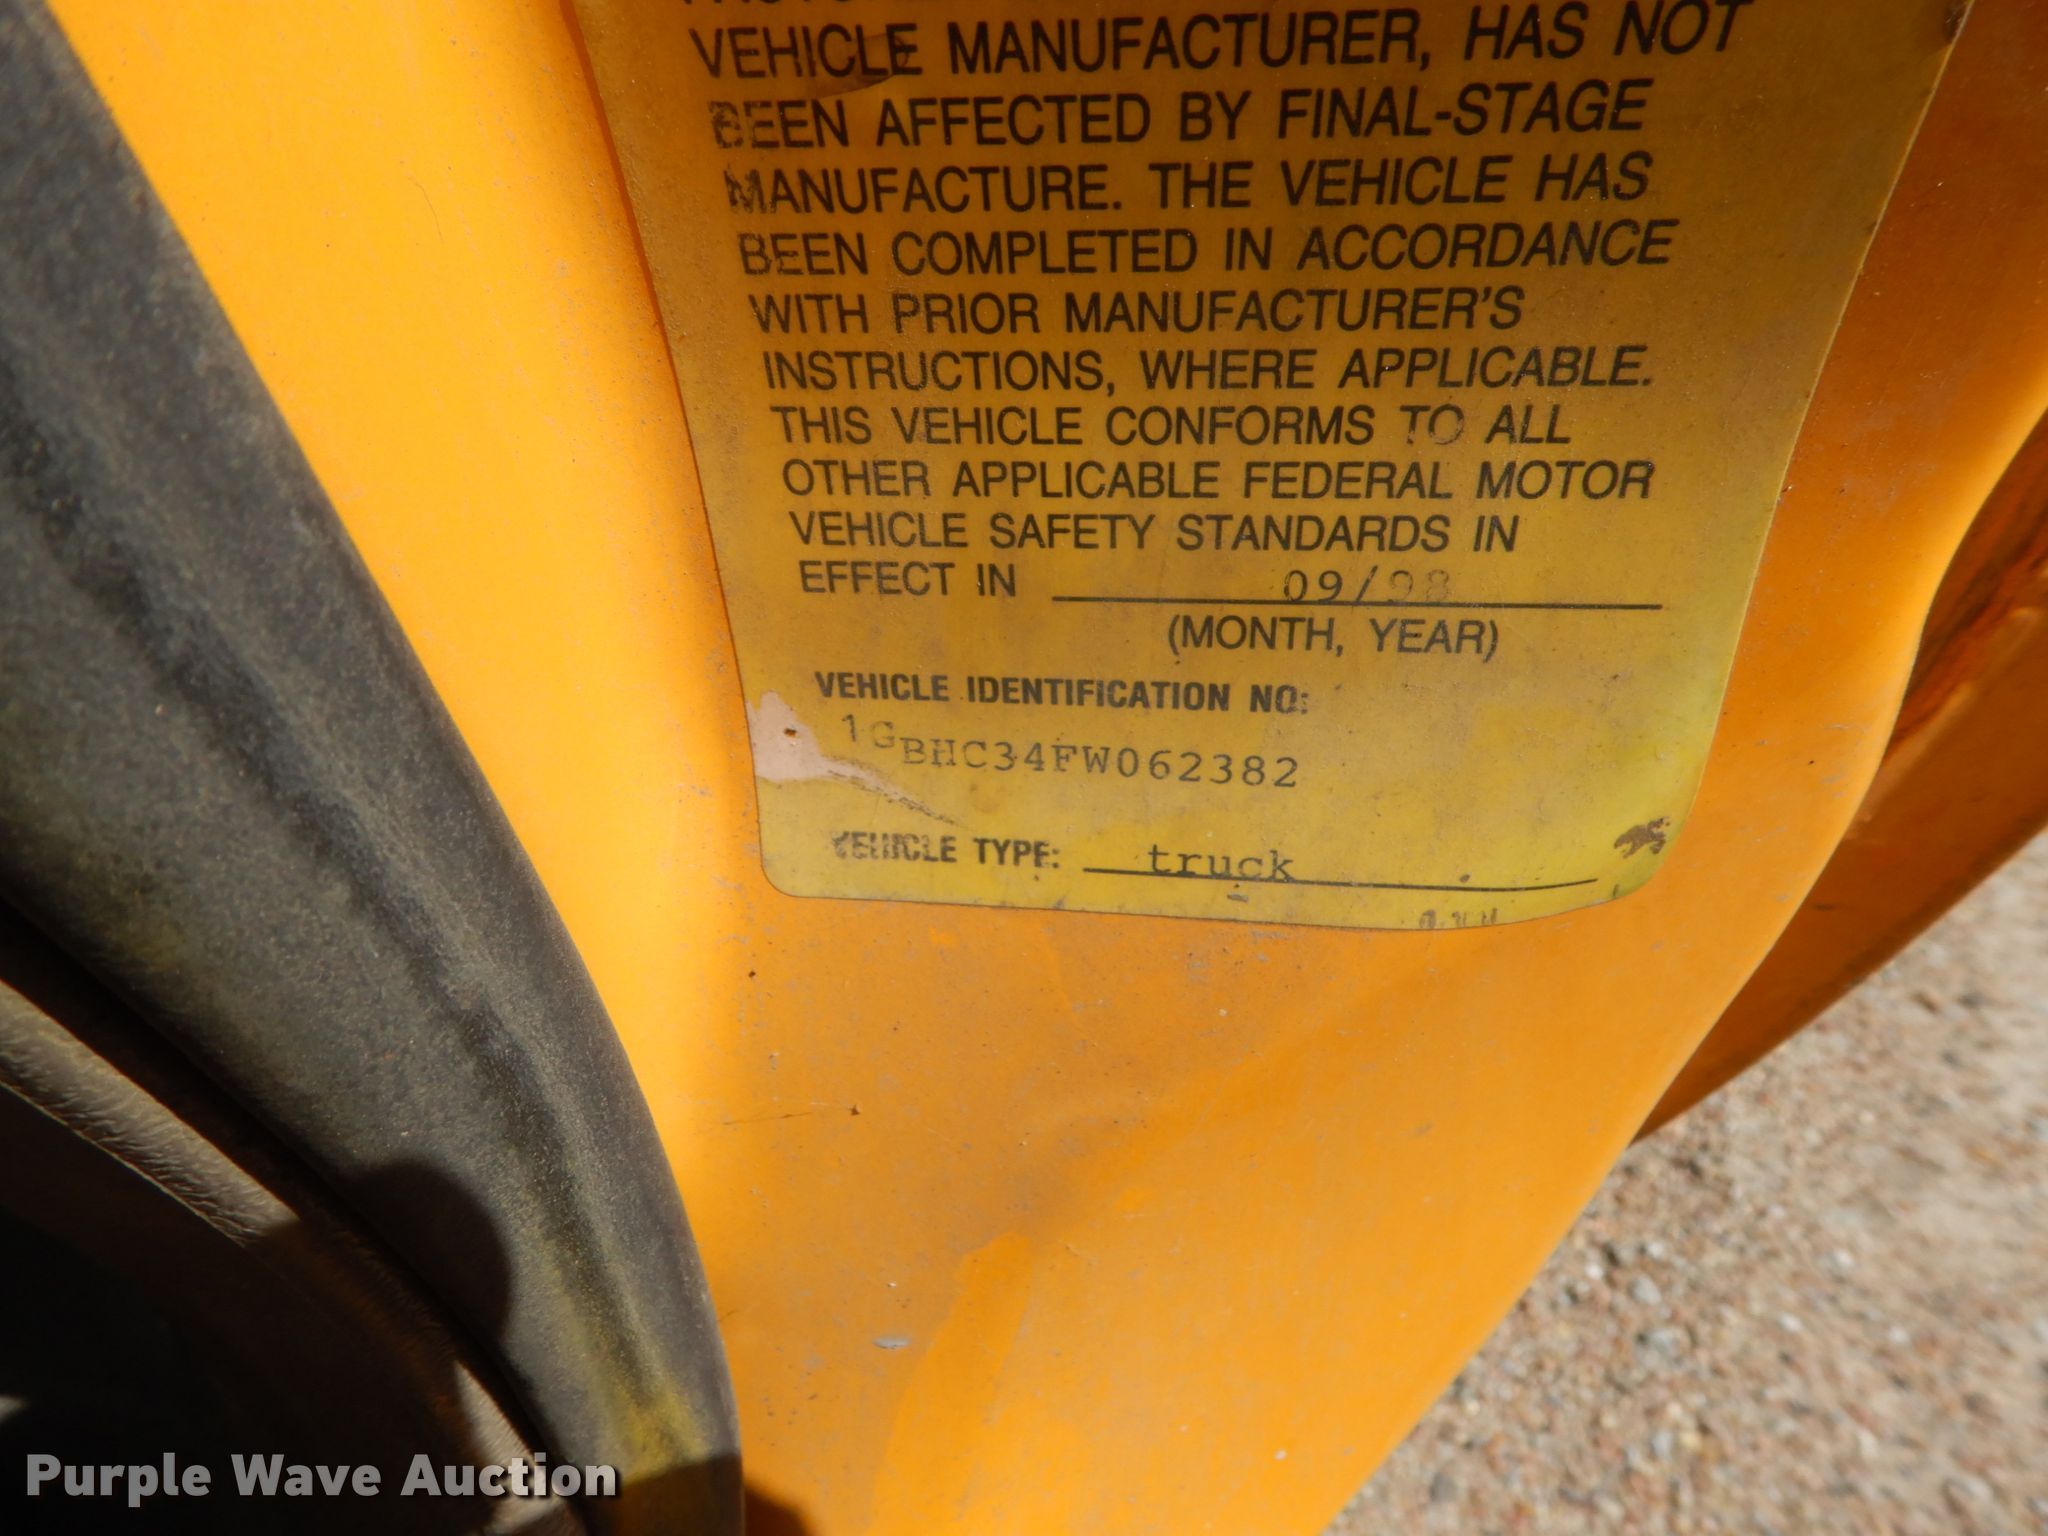 VEHICLE MANUFACTURER, HAS NOT
BEEN AFFECTED BY FINAL-STAGE
MANUFACTURE. THE VEHICLE HAS
BEEN COMPLETED IN ACCORDANCE
WITH PRIOR MANUFACTURER'S
INSTRUCTIONS, WHERE APPLICABLE.
THIS VEHICLE CONFORMS TO ALL
OTHER APPLICABLE FEDERAL MOTOR
VEHICLE SAFETY STANDARDS IN
EFFECT IN 09/98
(MONTH, YEAR)
VEHICLE IDENTIFICATION NO:
1GBHC34FWO62382
VEHICLE TYPE: truck
Purple Wave Auction